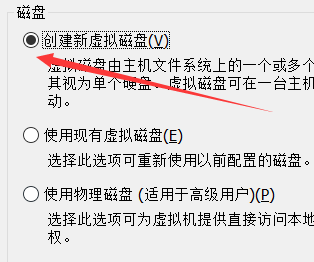 磁盘
创建新虚拟磁盘(V)
虚拟磁盘由主机文件系统上的一个或多个
其视为单个硬盘。虚拟磁盘可在一台主机
动。
使用现有虚拟磁盘(E)
选择此选项可重新使用以前配置的磁盘。
使用物理磁盘 (适用于高级用户)(P)
选择此选项可为虚拟机提供直接访问本地
权。